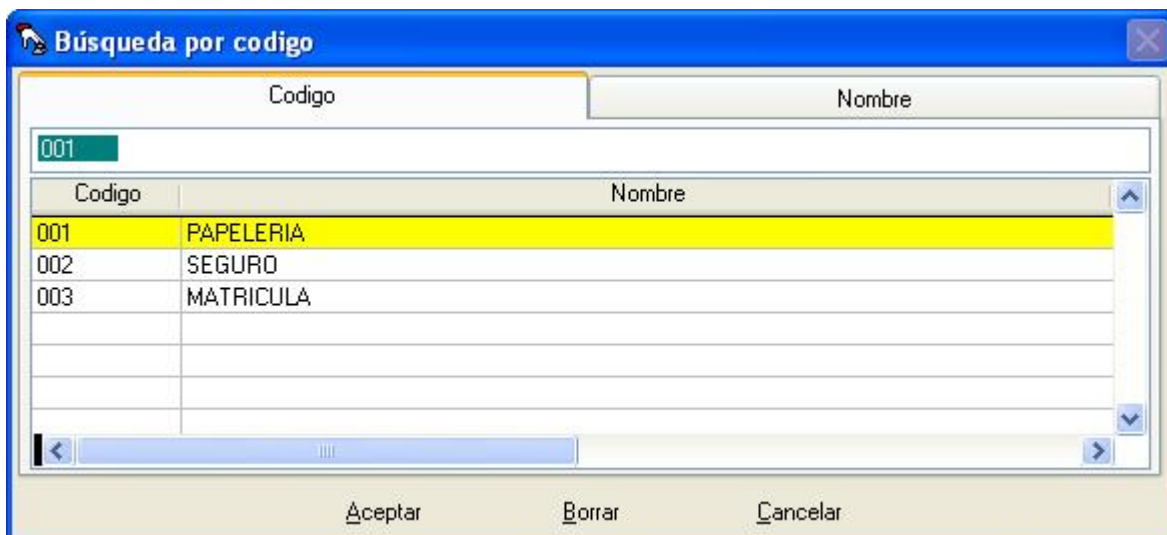 Búsqueda por codigo
Codigo Nombre
001
Codigo Nombre
001 PAPELERIA
002 SEGURO
003 MATRICULA
Aceptar Borrar Cancelar